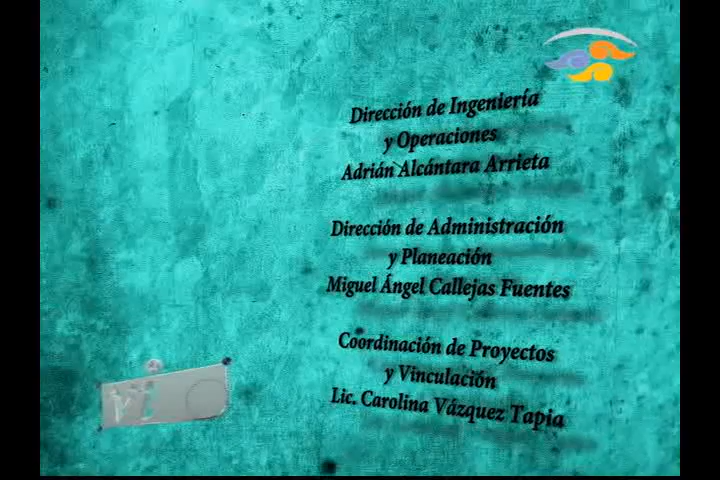 Dirección de Ingeniería
y Operaciones
Adrián Alcántara Arrieta
Dirección de Administración
y Planeación
Miguel Ángel Callejas Fuentes
Coordinación de Proyectos
y Vinculación
Lic. Carolina Vázquez Tapia